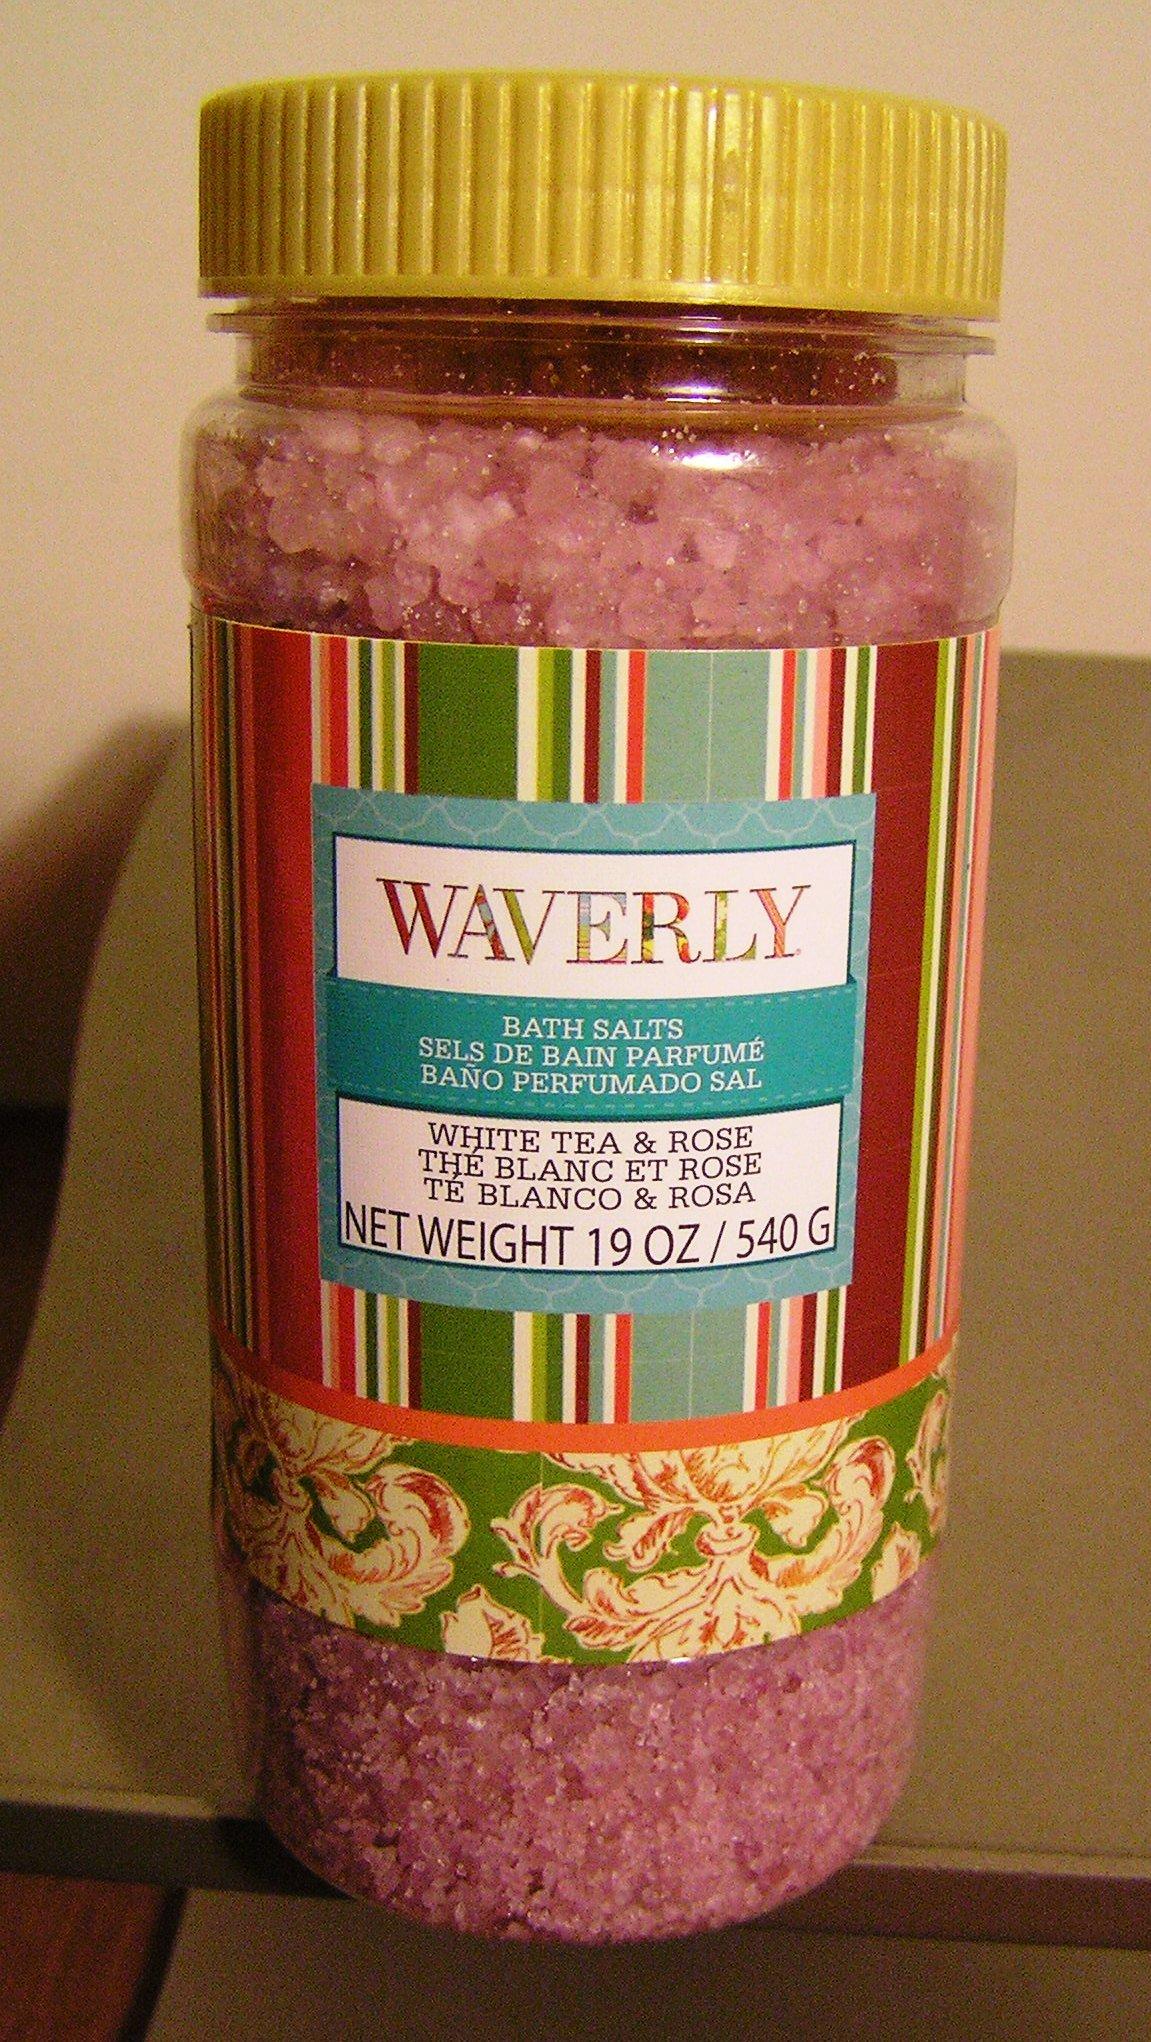 WAVERLY
BATH SALTS
SELS DE BAIN PARFUMÉ
BAÑO PERFUMADO SAL
WHITE TEA & ROSE
THÉ BLANC ET ROSE
TÉ BLANCO & ROSA
NET WEIGHT 19 OZ / 540 G